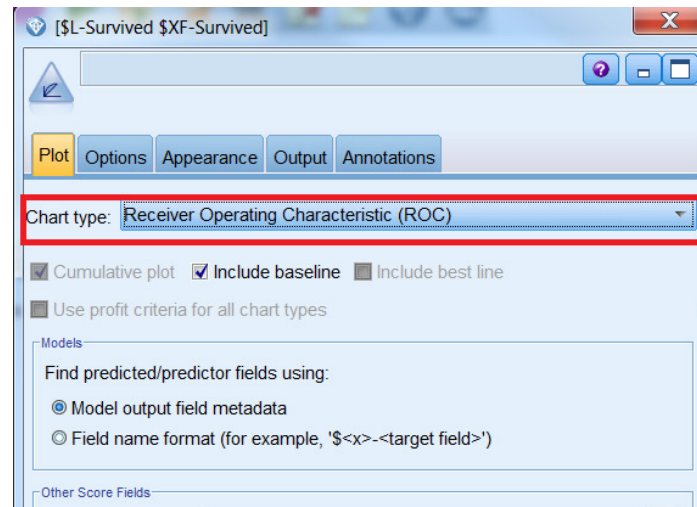 [$L-Survived $XF-Survived]
Plot Options Appearance Output Annotations
Chart type: Receiver Operating Characteristic (ROC)
Cumulative plot Include baseline Include best line
Use profit criteria for all chart types
Models
Find predicted/predictor fields using:
Model output field metadata
Field name format (for example, '$<x>-<target field>')
Other Score Fields